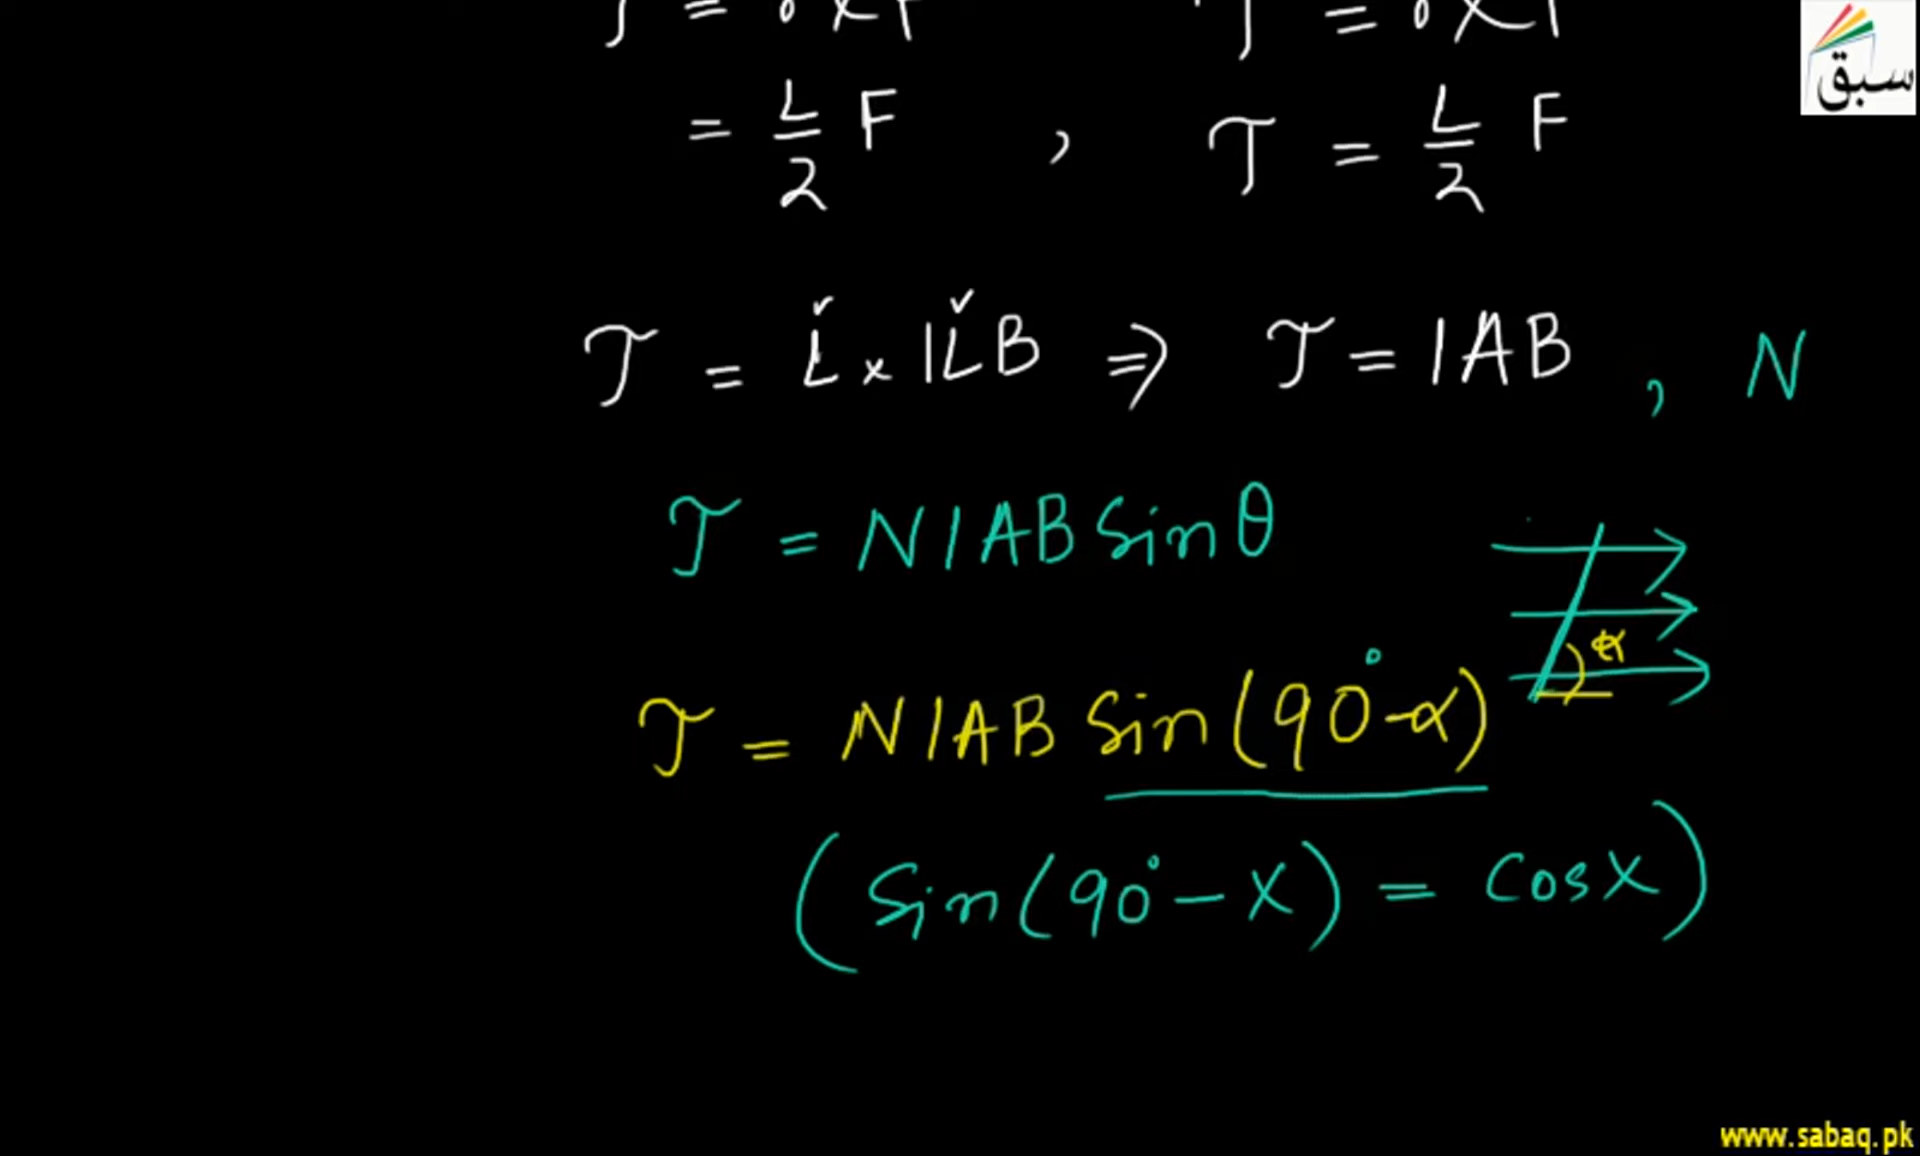 τ = r×F τ = r×F
سبق
= L/2 F , τ = L/2 F
τ = L × ILB ⇒ τ = IAB , N
τ = NIAB Sinθ
α
τ = NIAB Sin(90°-α)
(Sin(90°-X) = CosX)
www.sabaq.pk